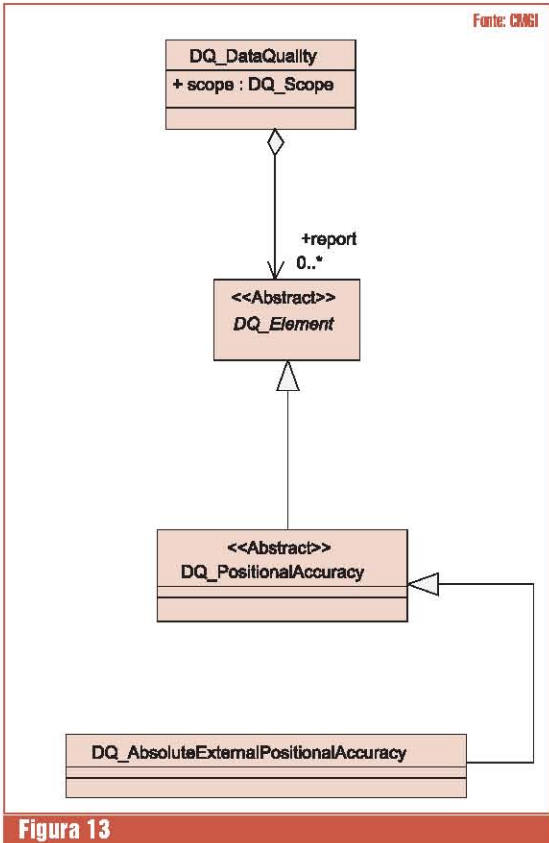 Fonte: CMGI
DQ_DataQuality
+ scope : DQ_Scope
+report
0..*
<<Abstract>>
DQ_Element
<<Abstract>>
DQ_PositionalAccuracy
DQ_AbsoluteExternalPositionalAccuracy
Figura 13